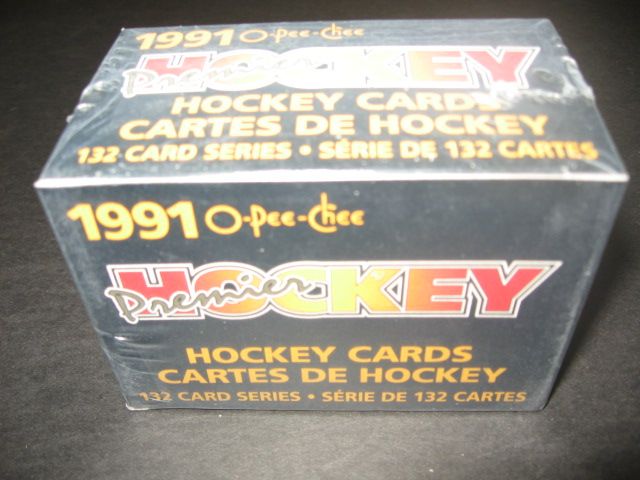 1991 O-Pee-Chee
Premier HOCKEY
HOCKEY CARDS
CARTES DE HOCKEY
132 CARD SERIES • SÉRIE DE 132 CARTES
1991 O-Pee-Chee
Premier HOCKEY
HOCKEY CARDS
CARTES DE HOCKEY
132 CARD SERIES • SÉRIE DE 132 CARTES